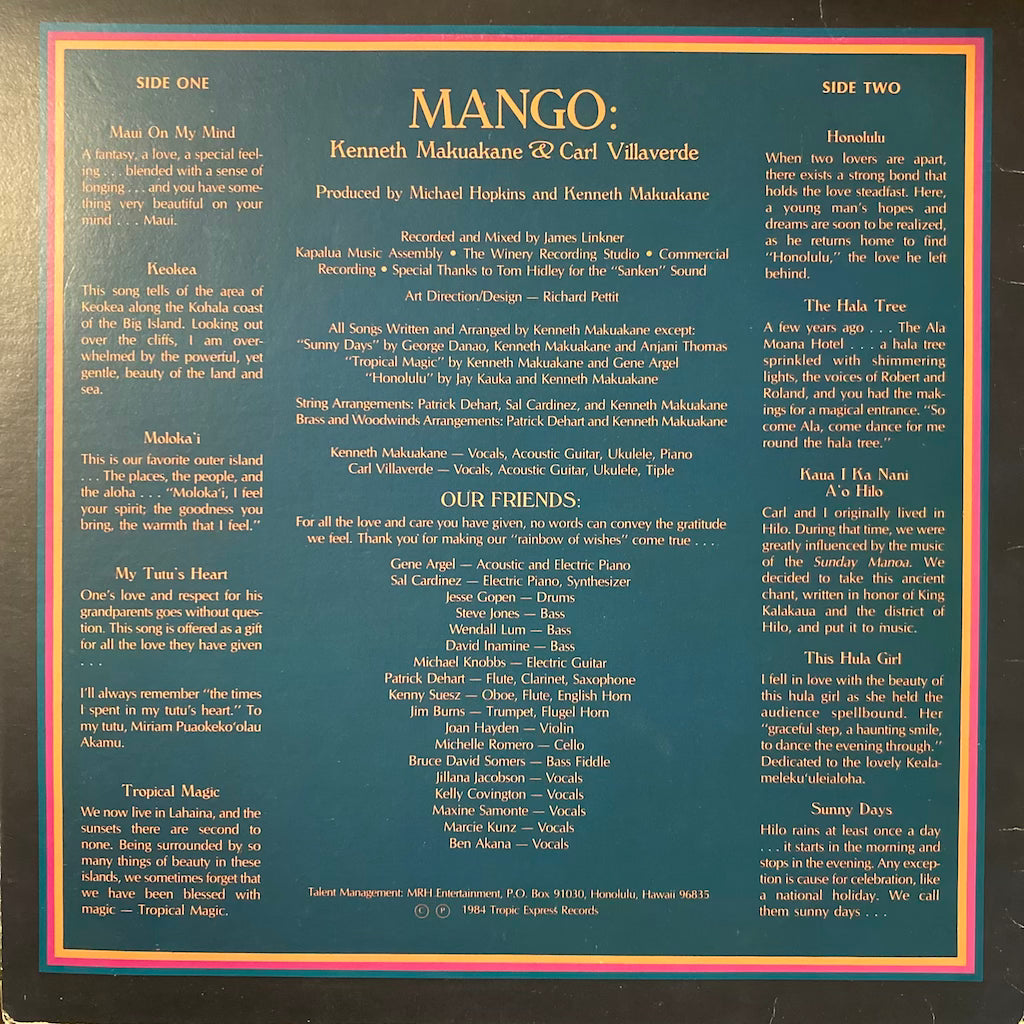 SIDE ONE
Maui On My Mind
A fantasy, a love, a special feel-
ing . . . blended with a sense of
longing . . . and you have some-
thing very beautiful on your
mind . . . Maui.
Keokea
This song tells of the area of
Keokea along the Kohala coast
of the Big Island. Looking out
over the cliffs, I am over-
whelmed by the powerful, yet
gentle, beauty of the land and
sea.
Moloka'i
This is our favorite outer island
. . . The places, the people, and
the aloha . . . "Moloka'i, I feel
your spirit; the goodness you
bring, the warmth that I feel."
My Tutu's Heart
One's love and respect for his
grandparents goes without ques-
tion. This song is offered as a gift
for all the love they have given
. . .
I'll always remember "the times
I spent in my tutu's heart." To
my tutu, Miriam Puaokeko'olau
Akamu.
Tropical Magic
We now live in Lahaina, and the
sunsets there are second to
none. Being surrounded by so
many things of beauty in these
islands, we sometimes forget that
we have been blessed with
magic — Tropical Magic.
MANGO:
Kenneth Makuakane & Carl Villaverde
Produced by Michael Hopkins and Kenneth Makuakane
Recorded and Mixed by James Linkner
Kapalua Music Assembly • The Winery Recording Studio • Commercial
Recording • Special Thanks to Tom Hidley for the "Sanken" Sound
Art Direction/Design — Richard Pettit
All Songs Written and Arranged by Kenneth Makuakane except:
"Sunny Days" by George Danao, Kenneth Makuakane and Anjani Thomas
"Tropical Magic" by Kenneth Makuakane and Gene Argel
"Honolulu" by Jay Kauka and Kenneth Makuakane
String Arrangements: Patrick Dehart, Sal Cardinez, and Kenneth Makuakane
Brass and Woodwinds Arrangements: Patrick Dehart and Kenneth Makuakane
Kenneth Makuakane — Vocals, Acoustic Guitar, Ukulele, Piano
Carl Villaverde — Vocals, Acoustic Guitar, Ukulele, Tiple
OUR FRIENDS:
For all the love and care you have given, no words can convey the gratitude
we feel. Thank you for making our "rainbow of wishes" come true . . .
Gene Argel — Acoustic and Electric Piano
Sal Cardinez — Electric Piano, Synthesizer
Jesse Gopen — Drums
Steve Jones — Bass
Wendall Lum — Bass
David Inamine — Bass
Michael Knobbs — Electric Guitar
Patrick Dehart — Flute, Clarinet, Saxophone
Kenny Suesz — Oboe, Flute, English Horn
Jim Burns — Trumpet, Flugel Horn
Joan Hayden — Violin
Michelle Romero — Cello
Bruce David Somers — Bass Fiddle
Jillana Jacobson — Vocals
Kelly Covington — Vocals
Maxine Samonte — Vocals
Marcie Kunz — Vocals
Ben Akana — Vocals
Talent Management: MRH Entertainment, P.O. Box 91030, Honolulu, Hawaii 96835
© ℗ 1984 Tropic Express Records
SIDE TWO
Honolulu
When two lovers are apart,
there exists a strong bond that
holds the love steadfast. Here,
a young man's hopes and
dreams are soon to be realized,
as he returns home to find
"Honolulu," the love he left
behind.
The Hala Tree
A few years ago . . . The Ala
Moana Hotel . . . a hala tree
sprinkled with shimmering
lights, the voices of Robert and
Roland, and you had the mak-
ings for a magical entrance. "So
come Ala, come dance for me
round the hala tree."
Kaua I Ka Nani
A'o Hilo
Carl and I originally lived in
Hilo. During that time, we were
greatly influenced by the music
of the Sunday Manoa. We
decided to take this ancient
chant, written in honor of King
Kalakaua and the district of
Hilo, and put it to music.
This Hula Girl
I fell in love with the beauty of
this hula girl as she held the
audience spellbound. Her
"graceful step, a haunting smile,
to dance the evening through."
Dedicated to the lovely Keala-
meleku'uleialoha.
Sunny Days
Hilo rains at least once a day
. . . it starts in the morning and
stops in the evening. Any excep-
tion is cause for celebration, like
a national holiday. We call
them sunny days . . .